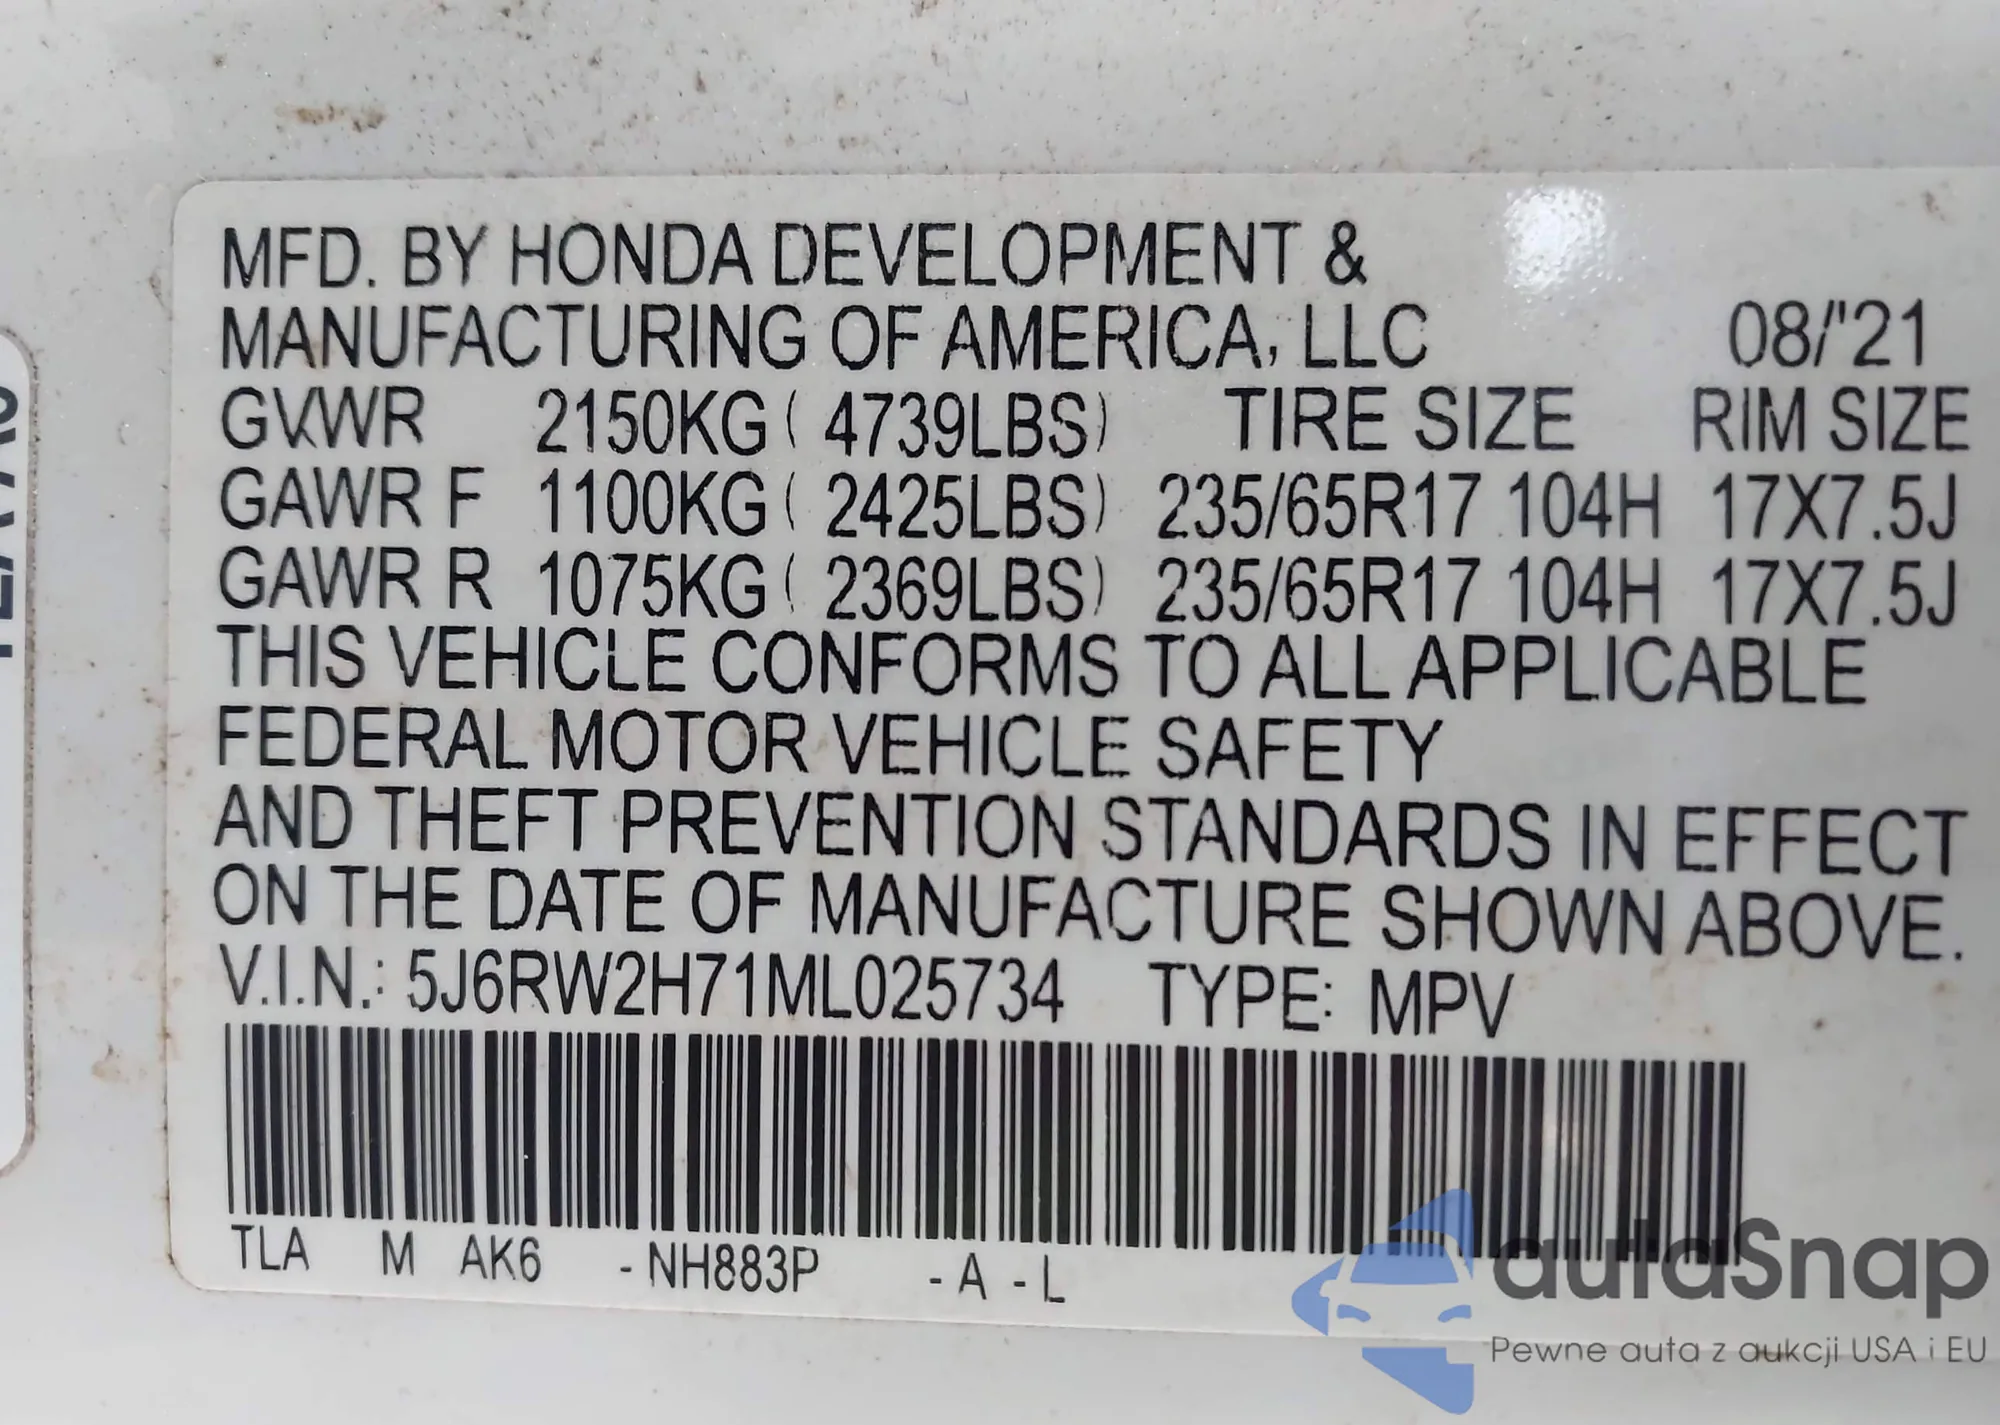 MFD. BY HONDA DEVELOPMENT &
MANUFACTURING OF AMERICA, LLC 08/'21
GVWR 2150KG ( 4739LBS) TIRE SIZE RIM SIZE
GAWR F 1100KG ( 2425LBS) 235/65R17 104H 17X7.5J
GAWR R 1075KG ( 2369LBS) 235/65R17 104H 17X7.5J
THIS VEHICLE CONFORMS TO ALL APPLICABLE
FEDERAL MOTOR VEHICLE SAFETY
AND THEFT PREVENTION STANDARDS IN EFFECT
ON THE DATE OF MANUFACTURE SHOWN ABOVE.
V.I.N.: 5J6RW2H71ML025734 TYPE: MPV
TLA M AK6 -NH883P -A -L
autaSnap
Pewne auta z aukcji USA i EU